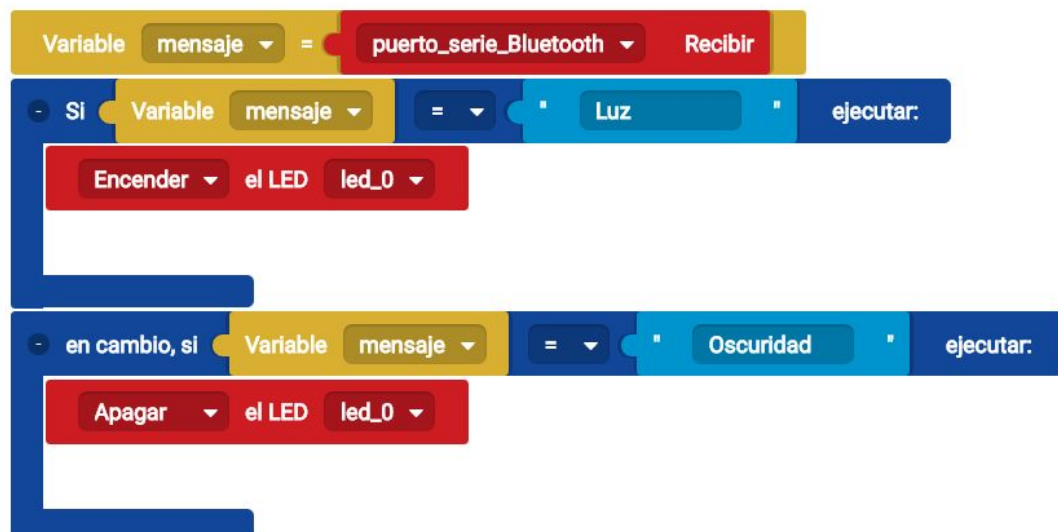 Variable mensaje = puerto_serie_Bluetooth Recibir
- Si Variable mensaje = " Luz " ejecutar:
Encender el LED led_0
- en cambio, si Variable mensaje = " Oscuridad " ejecutar:
Apagar el LED led_0